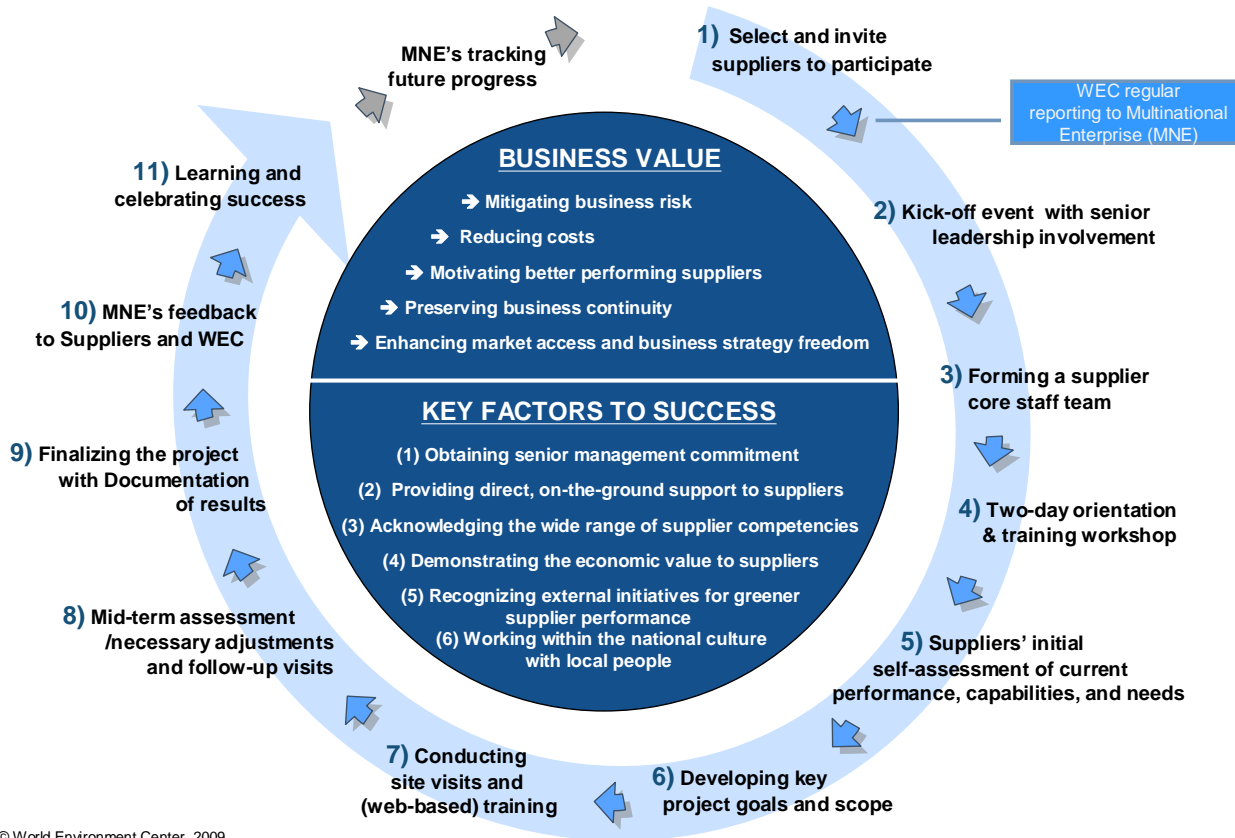 MNE's tracking
future progress
1) Select and invite
suppliers to participate
WEC regular
reporting to Multinational
Enterprise (MNE)
2) Kick-off event with senior
leadership involvement
3) Forming a supplier
core staff team
4) Two-day orientation
& training workshop
5) Suppliers' initial
self-assessment of current
performance, capabilities, and needs
6) Developing key
project goals and scope
7) Conducting
site visits and
(web-based) training
8) Mid-term assessment
/necessary adjustments
and follow-up visits
9) Finalizing the project
with Documentation
of results
10) MNE's feedback
to Suppliers and WEC
11) Learning and
celebrating success
BUSINESS VALUE
➔ Mitigating business risk
➔ Reducing costs
➔ Motivating better performing suppliers
➔ Preserving business continuity
➔ Enhancing market access and business strategy freedom
KEY FACTORS TO SUCCESS
(1) Obtaining senior management commitment
(2) Providing direct, on-the-ground support to suppliers
(3) Acknowledging the wide range of supplier competencies
(4) Demonstrating the economic value to suppliers
(5) Recognizing external initiatives for greener
supplier performance
(6) Working within the national culture
with local people
© World Environment Center, 2009